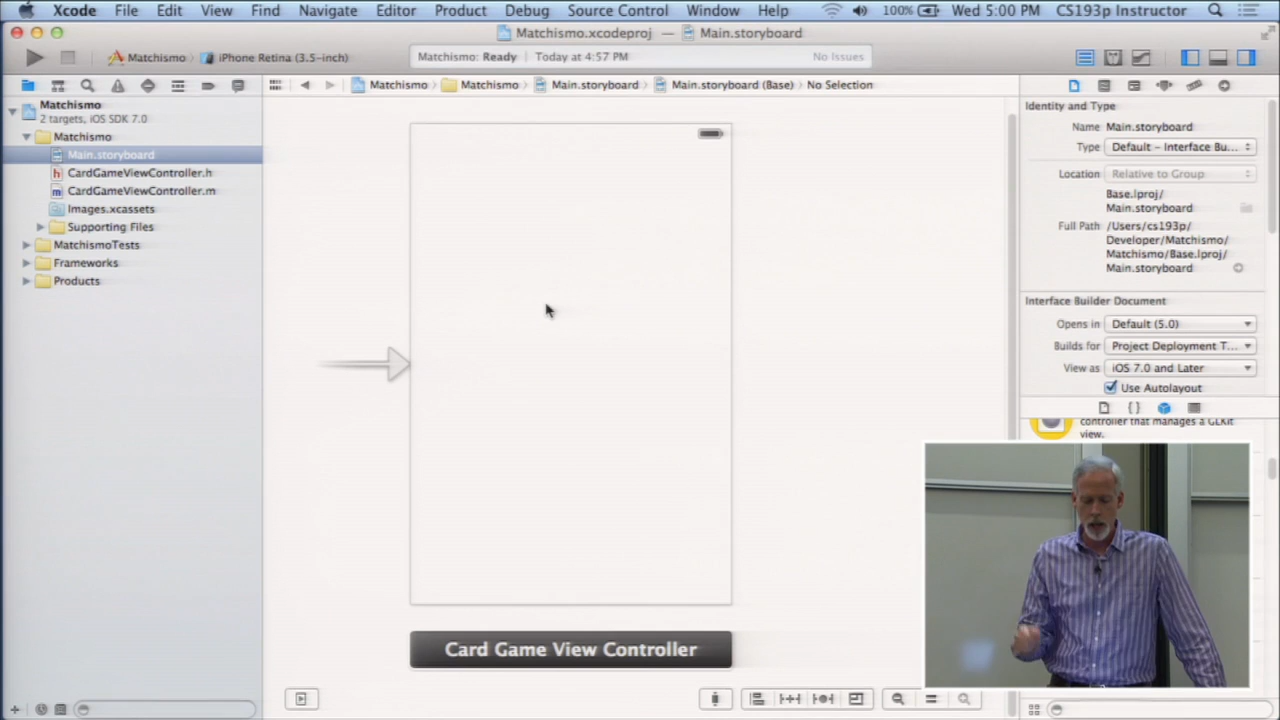 Xcode File Edit View Find Navigate Editor Product Debug Source Control Window Help 100% Wed 5:00 PM CS193p Instructor
Matchismo.xcodeproj — Main.storyboard
Matchismo iPhone Retina (3.5-inch) Matchismo: Ready Today at 4:57 PM No Issues
Matchismo Matchismo Main.storyboard Main.storyboard (Base) No Selection
Matchismo
2 targets, iOS SDK 7.0
Matchismo
Main.storyboard
CardGameViewController.h
CardGameViewController.m
Images.xcassets
Supporting Files
MatchismoTests
Frameworks
Products
Card Game View Controller
Identity and Type
Name Main.storyboard
Type Default - Interface Bu...
Location Relative to Group
Base.lproj/
Main.storyboard
Full Path /Users/cs193p/
Developer/Matchismo/
Matchismo/Base.lproj/
Main.storyboard
Interface Builder Document
Opens in Default (5.0)
Builds for Project Deployment T...
View as iOS 7.0 and Later
Use Autolayout
controller that manages a GLKit
view.